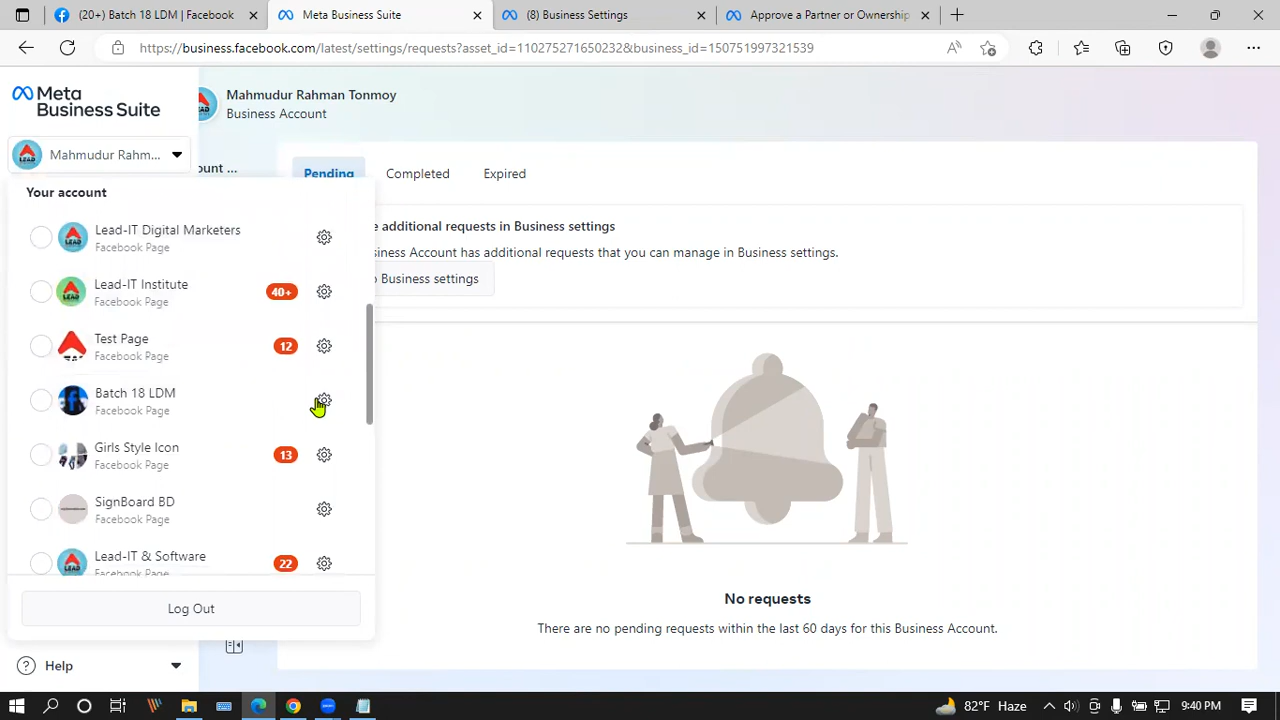 (20+) Batch 18 LDM | Facebook
Meta Business Suite
(8) Business Settings
Approve a Partner or Ownership
https://business.facebook.com/latest/settings/requests?asset_id=110275271650232&business_id=150751997321539
Meta
Business Suite
Mahmudur Rahman Tonmoy
Business Account
Mahmudur Rahm...
ount ...
Pending
Completed
Expired
Your account
e additional requests in Business settings
siness Account has additional requests that you can manage in Business settings.
Business settings
Lead-IT Digital Marketers
Facebook Page
Lead-IT Institute
Facebook Page
40+
Test Page
Facebook Page
12
Batch 18 LDM
Facebook Page
Girls Style Icon
Facebook Page
13
SignBoard BD
Facebook Page
Lead-IT & Software
Facebook Page
22
Log Out
No requests
There are no pending requests within the last 60 days for this Business Account.
Help
82°F Haze
9:40 PM